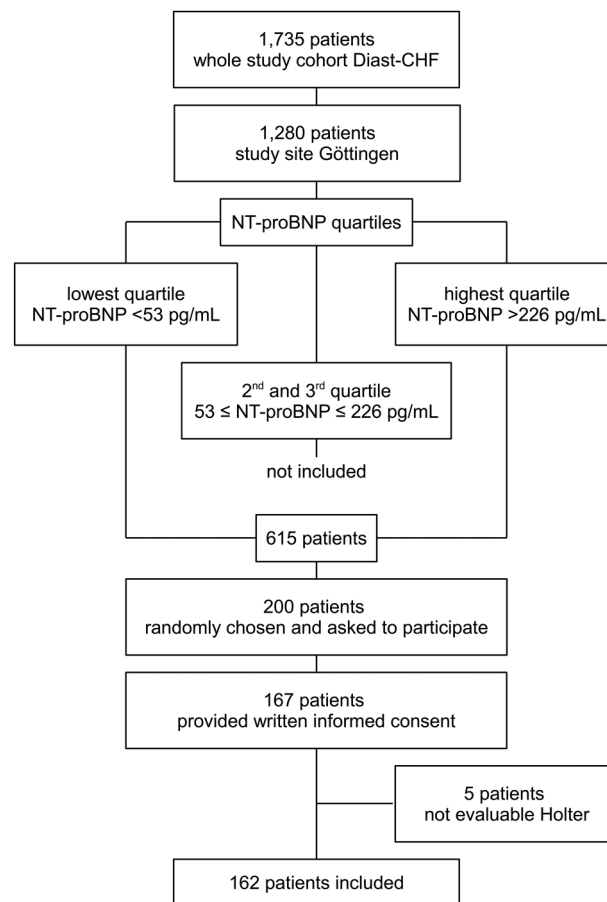 1,735 patients
whole study cohort Diast-CHF
1,280 patients
study site Göttingen
NT-proBNP quartiles
lowest quartile
NT-proBNP <53 pg/mL
highest quartile
NT-proBNP >226 pg/mL
2nd and 3rd quartile
53 ≤ NT-proBNP ≤ 226 pg/mL
not included
615 patients
200 patients
randomly chosen and asked to participate
167 patients
provided written informed consent
5 patients
not evaluable Holter
162 patients included